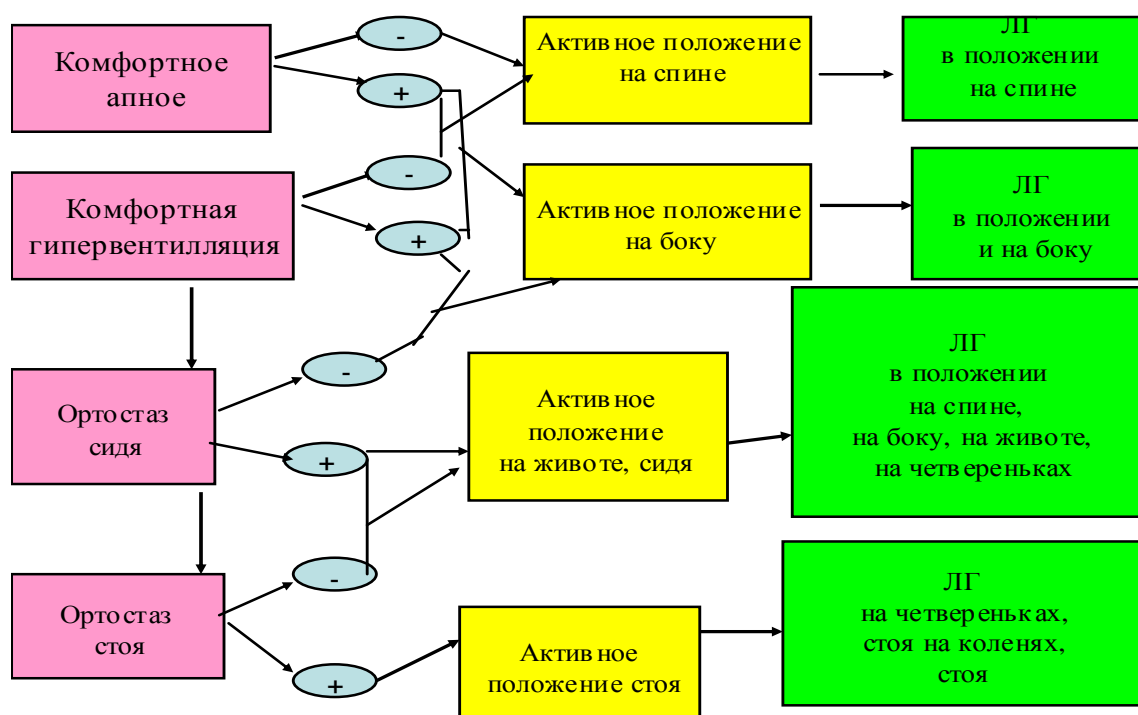 Комфортное
апное
-
+
Активное положение
на спине
ЛГ
в положении
на спине
Комфортная
гипервентилляция
-
+
Активное положение
на боку
ЛГ
в положении
и на боку
Ортостаз
сидя
-
+
Активное
положение
на животе, сидя
ЛГ
в положении
на спине,
на боку, на животе,
на четвереньках
Ортостаз
стоя
-
+
Активное
положение стоя
ЛГ
на четвереньках,
стоя на коленях,
стоя